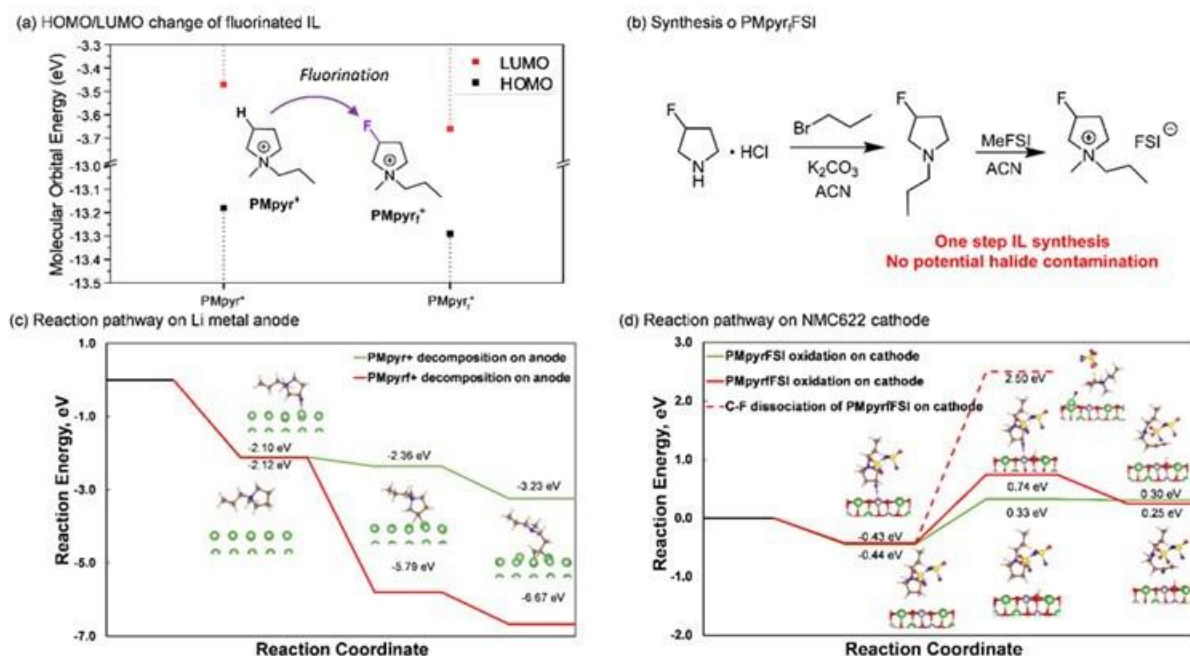 (a) HOMO/LUMO change of fluorinated IL
Molecular Orbital Energy (eV)
-3.3
-3.4
-3.5
-3.6
-3.7
-13.0
-13.1
-13.2
-13.3
-13.4
-13.5
LUMO
HOMO
Fluorination
H
F
N
N
PMpyr⁺
PMpyrf⁺
PMpyr⁺
PMpyrf⁺
(b) Synthesis o PMpyrfFSI
F
N
H
• HCl
Br
K₂CO₃
ACN
F
N
MeFSI
ACN
F
N
FSI⊖
One step IL synthesis
No potential halide contamination
(c) Reaction pathway on Li metal anode
Reaction Energy, eV
1.0
-1.0
-3.0
-5.0
-7.0
PMpyr+ decomposition on anode
PMpyrf+ decomposition on anode
-2.10 eV
-2.12 eV
-2.36 eV
-3.23 eV
-5.79 eV
-6.67 eV
Reaction Coordinate
(d) Reaction pathway on NMC622 cathode
Reaction Energy, eV
3.0
2.0
1.0
0.0
-1.0
-2.0
PMpyrFSI oxidation on cathode
PMpyrfFSI oxidation on cathode
C-F dissociation of PMpyrfFSI on cathode
2.50 eV
-0.43 eV
-0.44 eV
0.74 eV
0.33 eV
0.30 eV
0.25 eV
Reaction Coordinate